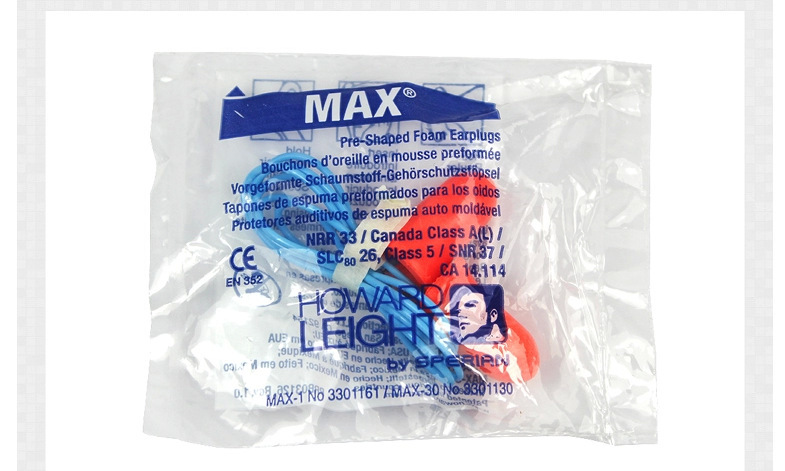 MAX®
Pre-Shaped Foam Earplugs
Bouchons d'oreille en mousse preformée
Vorgeformte Schaumstoff-Gehörschutzstöpsel
Tapones de espuma preformados para los oidos
Protetores auditivos de espuma auto moldável
NRR 33 / Canada Class A(L) /
SLC80 26, Class 5 / SNR 37 /
CA 14.114
CE
EN 352
HOWARD
LEIGHT
by SPERIAN
MAX-1 No 3301161 / MAX-30 No 3301130